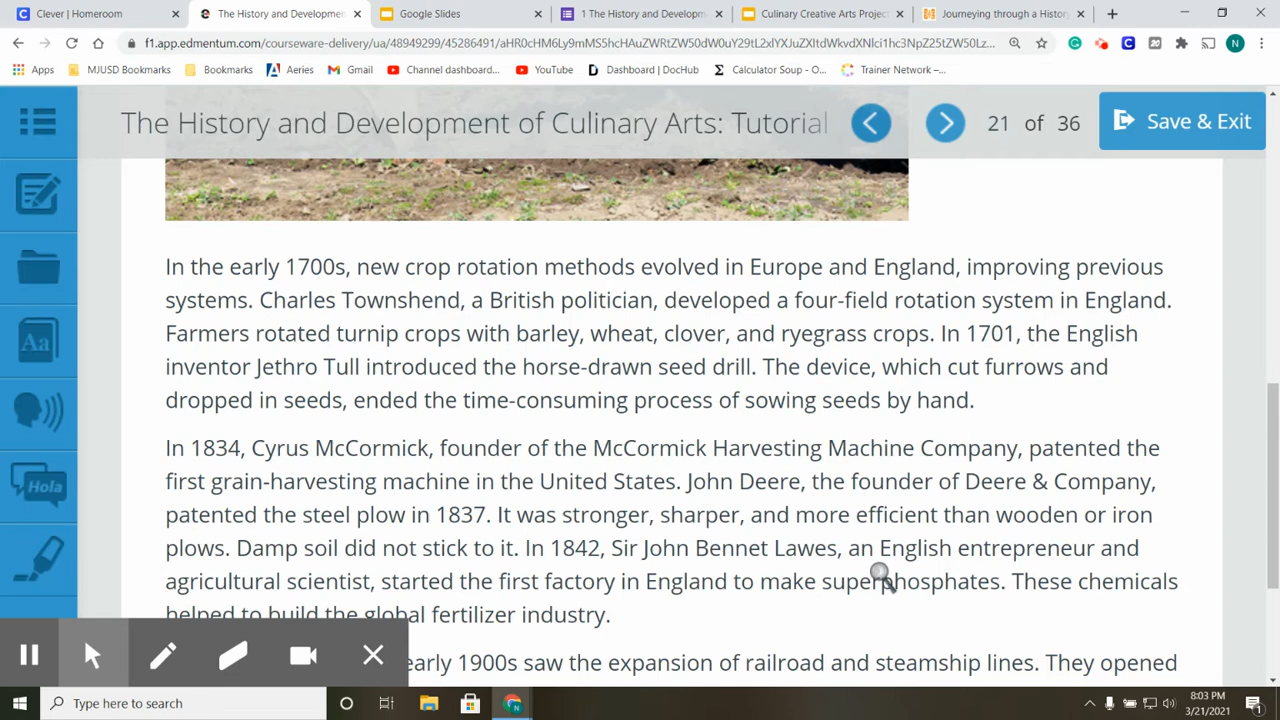 Clever | Homeroom
The History and Developmen
Google Slides
1 The History and Developm
Culinary Creative Arts Project
Journeying through a History
f1.app.edmentum.com/courseware-delivery/ua/48949999/45286491/
Apps
MJUSD Bookmarks
Bookmarks
Aeries
Gmail
Channel dashboard...
YouTube
Dashboard | DocHub
Calculator Soup - O...
Trainer Network –...
The History and Development of Culinary Arts: Tutorial
21 of 36
Save & Exit
In the early 1700s, new crop rotation methods evolved in Europe and England, improving previous
systems. Charles Townshend, a British politician, developed a four-field rotation system in England.
Farmers rotated turnip crops with barley, wheat, clover, and ryegrass crops. In 1701, the English
inventor Jethro Tull introduced the horse-drawn seed drill. The device, which cut furrows and
dropped in seeds, ended the time-consuming process of sowing seeds by hand.
In 1834, Cyrus McCormick, founder of the McCormick Harvesting Machine Company, patented the
first grain-harvesting machine in the United States. John Deere, the founder of Deere & Company,
patented the steel plow in 1837. It was stronger, sharper, and more efficient than wooden or iron
plows. Damp soil did not stick to it. In 1842, Sir John Bennet Lawes, an English entrepreneur and
agricultural scientist, started the first factory in England to make superphosphates. These chemicals
helped to build the global fertilizer industry.
early 1900s saw the expansion of railroad and steamship lines. They opened
Aa
Hola
Type here to search
8:03 PM
3/21/2021